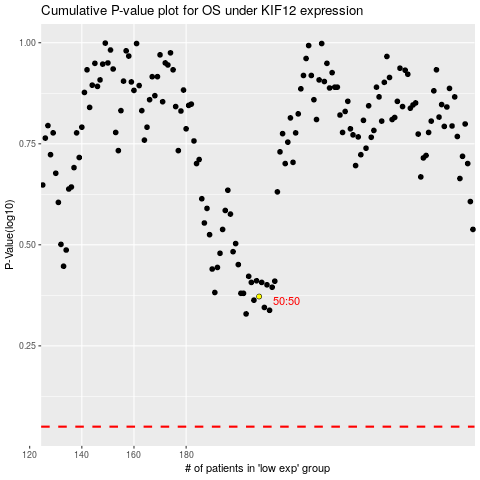 Cumulative P-value plot for OS under KIF12 expression
P-Value(log10)
1.00
0.75
0.50
0.25
50:50
120 140 160 180
# of patients in 'low exp' group